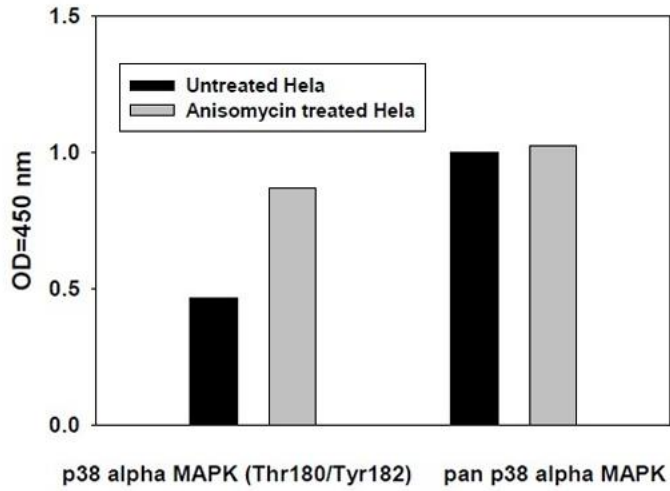 1.5
Untreated Hela
Anisomycin treated Hela
1.0
OD=450 nm
0.5
0.0
p38 alpha MAPK (Thr180/Tyr182) pan p38 alpha MAPK